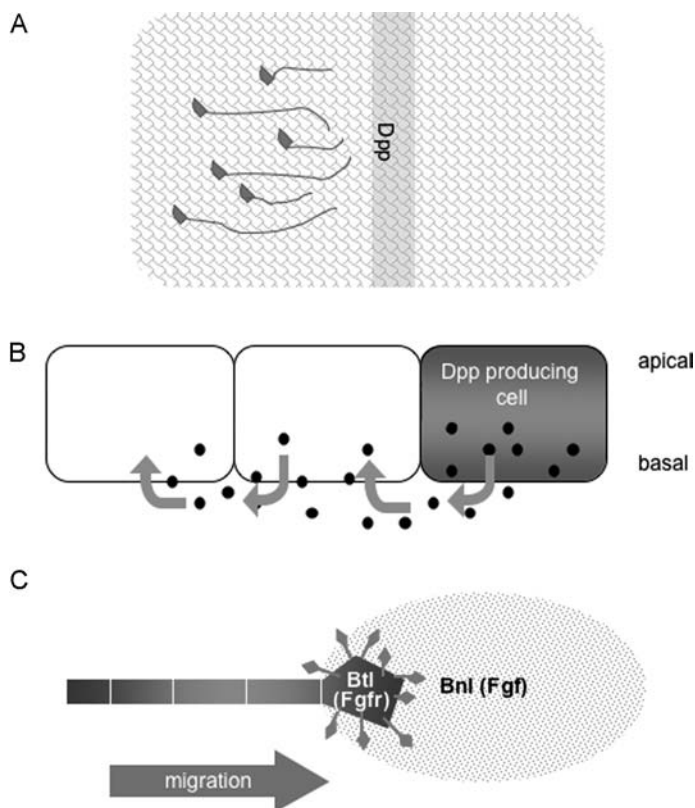 A
Dpp
B
Dpp producing
cell
apical
basal
C
Btl
(Fgfr)
Bnl (Fgf)
migration